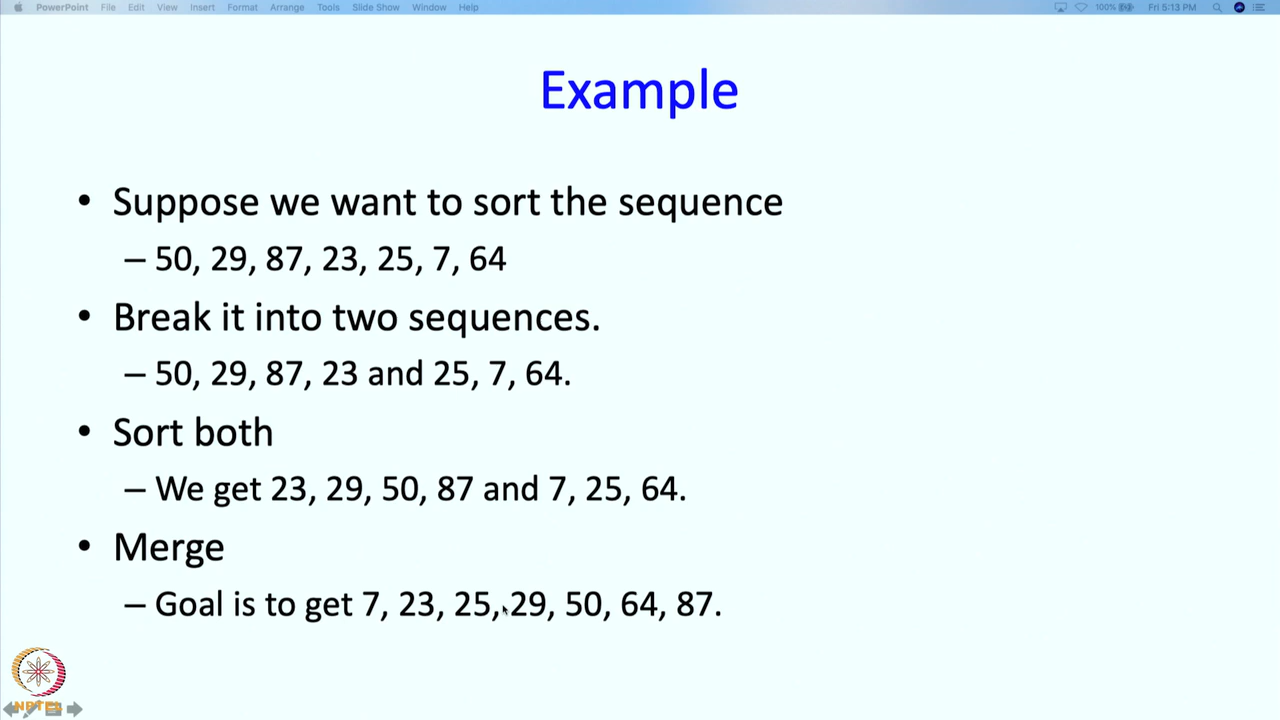 PowerPoint File Edit View Insert Format Arrange Tools Slide Show Window Help 100% Fri 5:13 PM
Example
• Suppose we want to sort the sequence
– 50, 29, 87, 23, 25, 7, 64
• Break it into two sequences.
– 50, 29, 87, 23 and 25, 7, 64.
• Sort both
– We get 23, 29, 50, 87 and 7, 25, 64.
• Merge
– Goal is to get 7, 23, 25, 29, 50, 64, 87.
NPTEL